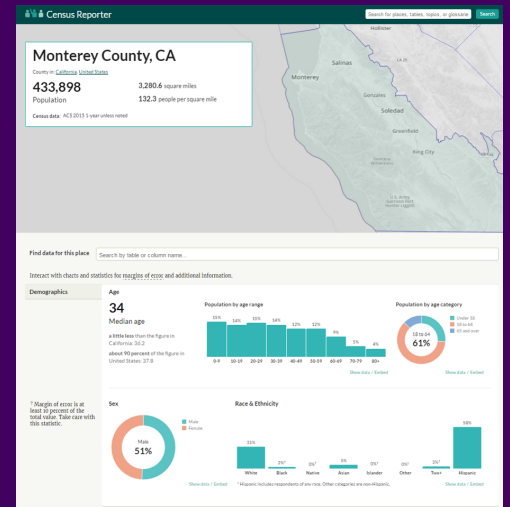 Census Reporter
Search for places, tables, topics, or glossaries
Search
Monterey County, CA
County in: California, United States
433,898
Population
3,280.6 square miles
132.3 people per square mile
Census data: ACS 2015 1-year unless noted
Hollister
Salinas
CA-25
Monterey
Gonzales
Soledad
Greenfield
King City
Find data for this place
Search by table or column name...
Interact with charts and statistics for margins of error and additional information.
Demographics
Age
34
Median age
a little less than the figure in
California: 36.2
about 90 percent of the figure in
United States: 37.8
Population by age range
15% 14% 15% 14% 12% 12% 9% 5% 4%
0-9 10-19 20-29 30-39 40-49 50-59 60-69 70-79 80+
Show data / Embed
Population by age category
Under 18
18 to 64
65 and over
18 to 64
61%
Show data / Embed
† Margin of error is at
least 10 percent of the
total value. Take care with
this statistic.
Sex
Male
Female
Male
51%
Show data / Embed
Race & Ethnicity
31% 2%† 0%† 0%† 0%† 2%† 58%
White Black Native Asian Islander Other Two+ Hispanic
* Hispanic includes respondents of any race. Other categories are non-Hispanic.
Show data / Embed